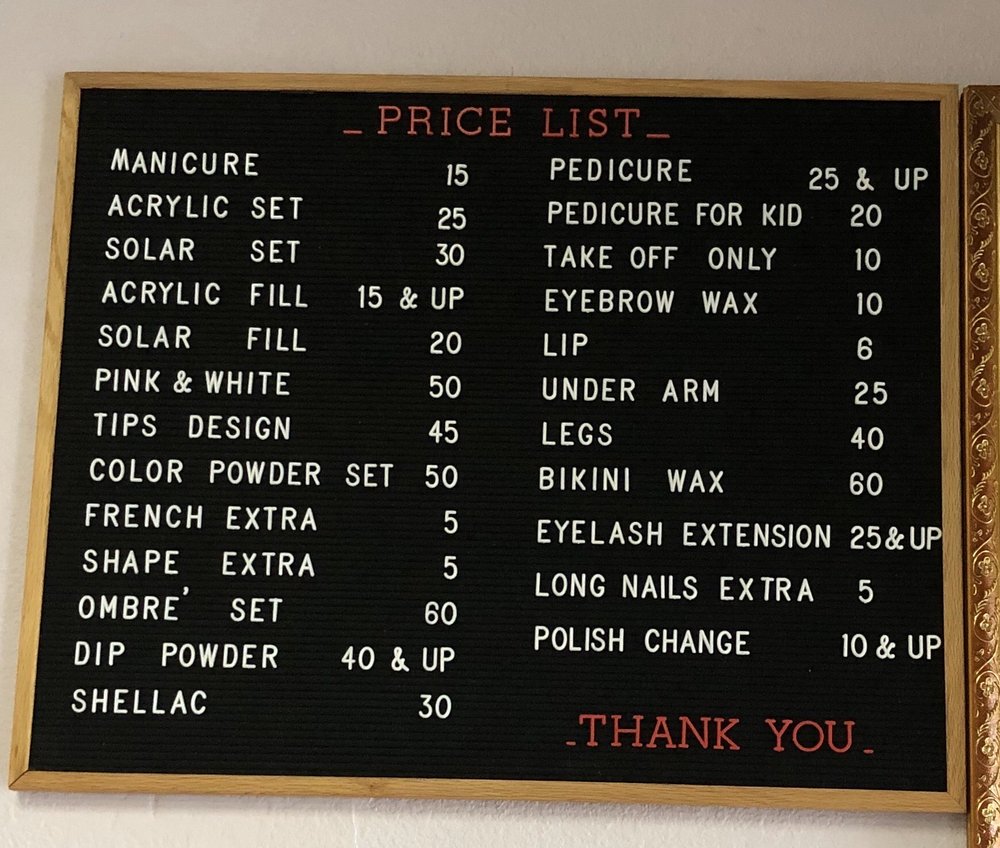 _PRICE LIST_
MANICURE 15
ACRYLIC SET 25
SOLAR SET 30
ACRYLIC FILL 15 & UP
SOLAR FILL 20
PINK & WHITE 50
TIPS DESIGN 45
COLOR POWDER SET 50
FRENCH EXTRA 5
SHAPE EXTRA 5
OMBRE' SET 60
DIP POWDER 40 & UP
SHELLAC 30
PEDICURE 25 & UP
PEDICURE FOR KID 20
TAKE OFF ONLY 10
EYEBROW WAX 10
LIP 6
UNDER ARM 25
LEGS 40
BIKINI WAX 60
EYELASH EXTENSION 25&UP
LONG NAILS EXTRA 5
POLISH CHANGE 10 & UP
-THANK YOU-